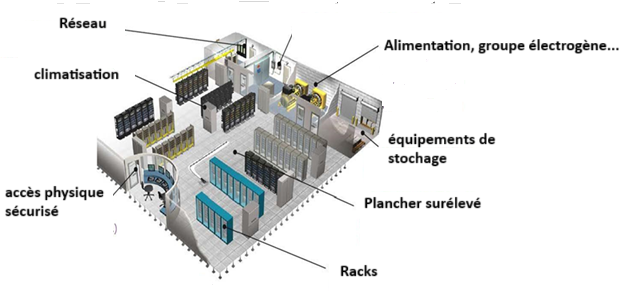 Réseau
Alimentation, groupe électrogène...
climatisation
équipements de
stochage
accès physique
sécurisé
Plancher surélevé
)
Racks